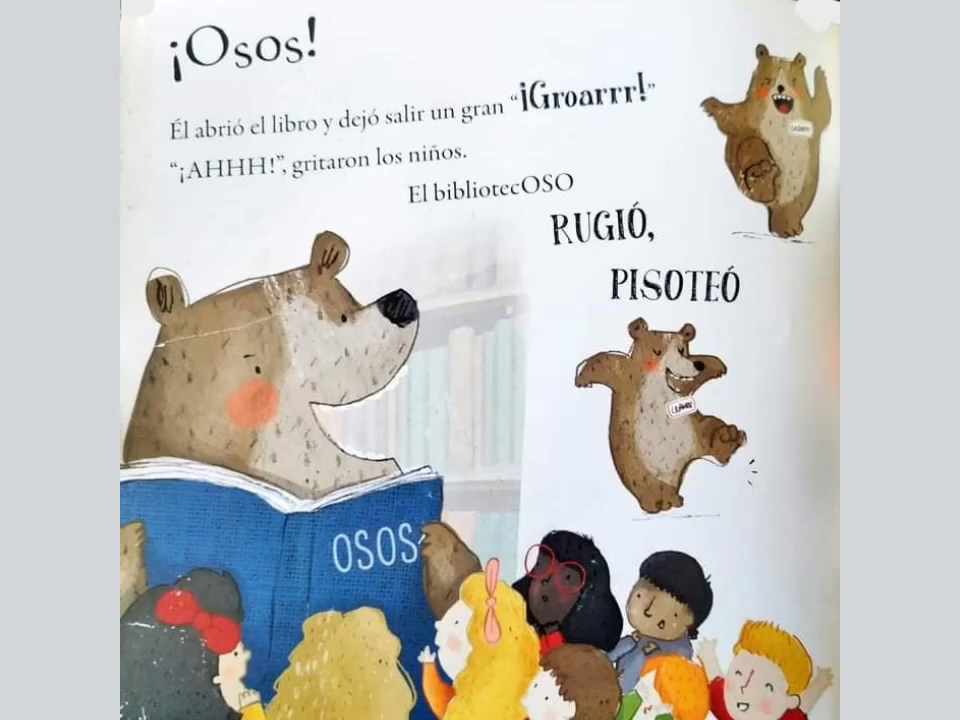 ¡Osos!
Él abrió el libro y dejó salir un gran “¡Groarrr!”
“¡AHHH!”, gritaron los niños.
El bibliotecOSO
RUGIÓ,
PISOTEÓ
OSOS